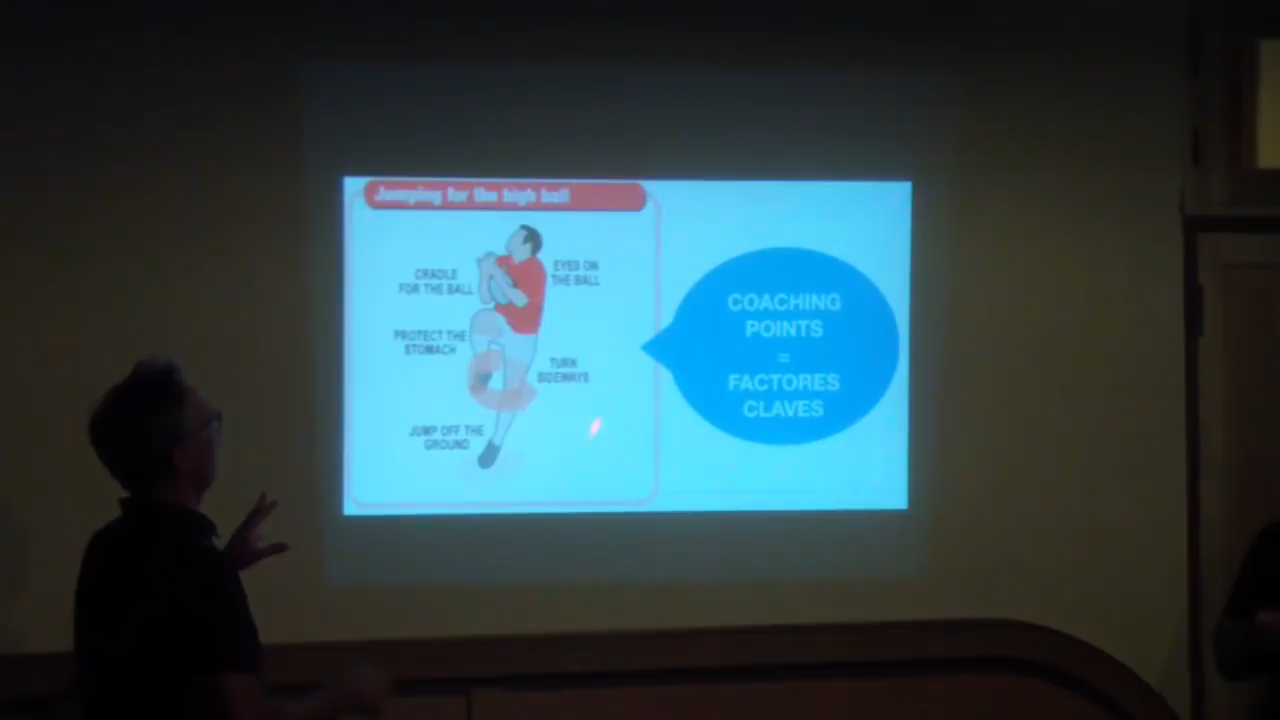 Jumping for the high ball
CRADLE
FOR THE BALL
EYES ON
THE BALL
PROTECT THE
STOMACH
TURN
SIDEWAYS
JUMP OFF THE
GROUND
COACHING
POINTS
=
FACTORES
CLAVES